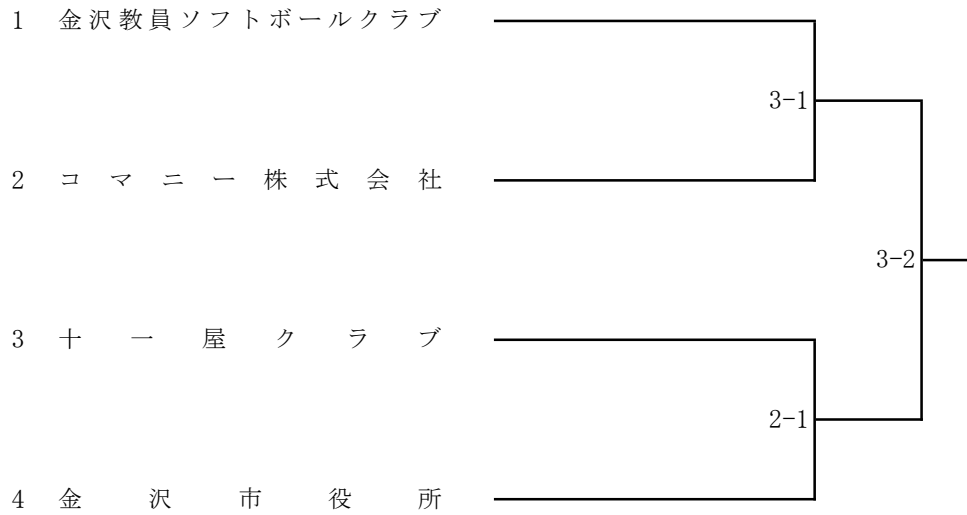 1 金沢教員ソフトボールクラブ
3-1
2 コマニー株式会社
3-2
3 十一屋クラブ
2-1
4 金沢市役所